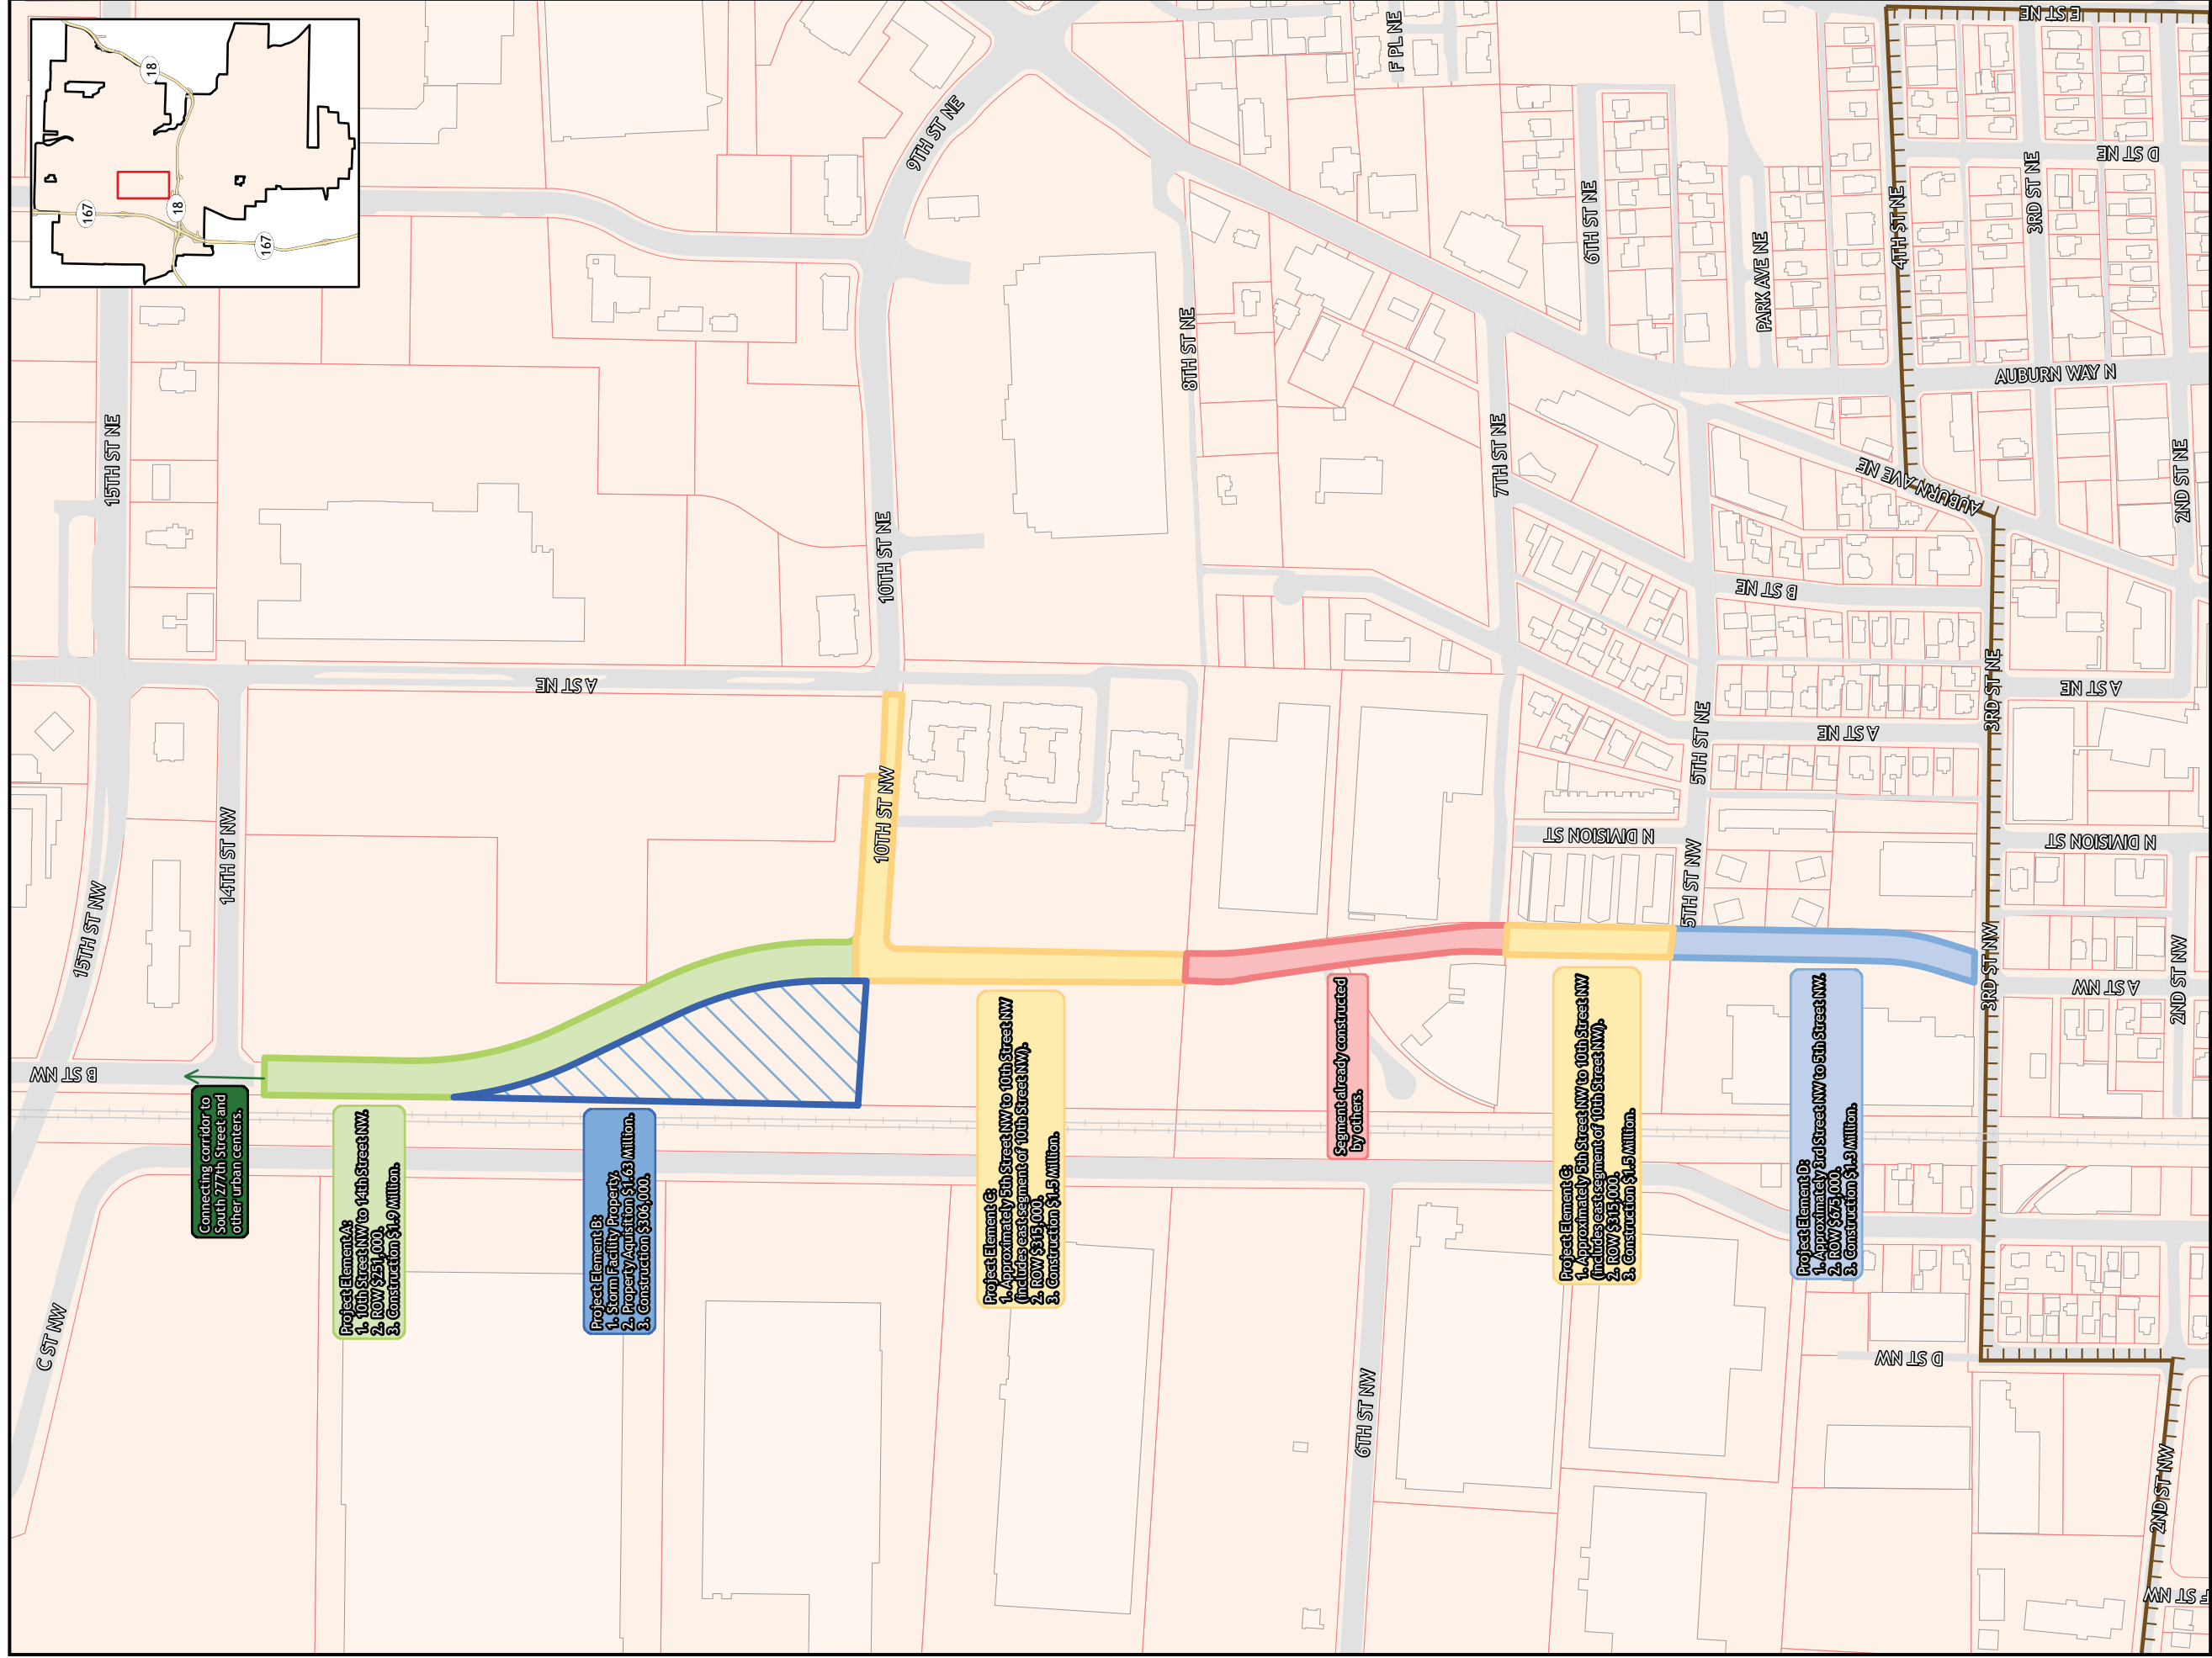 18
167
18
167
E ST NE
F PL NE
9TH ST NE
D ST NE
3RD ST NE
6TH ST NE
4TH ST NE
PARK AVE NE
8TH ST NE
AUBURN WAY N
15TH ST NE
7TH ST NE
2ND ST NE
AUBURN AVE NE
10TH ST NE
B ST NE
A ST NE
3RD ST NE
A ST NE
5TH ST NE
A ST NE
10TH ST NW
14TH ST NW
N DIVISION ST
N DIVISION ST
5TH ST NW
15TH ST NW
3RD ST NW
A ST NW
2ND ST NW
B ST NW
Connecting corridor to
South 277th Street and
other urban centers.
Project Element A:
1. 10th Street NW to 14th Street NW.
2. ROW $251,000.
3. Construction $1.9 Million.
Project Element B:
1. Storm Facility Property.
2. Property Aquisition $1.63 Million.
3. Construction $306,000.
Project Element C:
1. Approximately 5th Street NW to 10th Street NW
(includes east segment of 10th Street NW).
2. ROW $315,000.
3. Construction $1.5 Million.
Segment already constructed
by others.
Project Element C:
1. Approximately 5th Street NW to 10th Street NW
(includes east segment of 10th Street NW).
2. ROW $315,000.
3. Construction $1.5 Million.
Project Element D:
1. Approximately 3rd Street NW to 5th Street NW.
2. ROW $675,000.
3. Construction $1.3 Million.
C ST NW
D ST NW
6TH ST NW
2ND ST NW
F ST NW